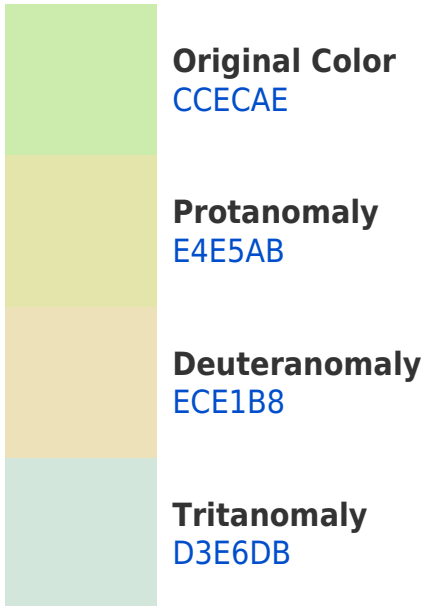 Original Color
CCECAE
Protanomaly
E4E5AB
Deuteranomaly
ECE1B8
Tritanomaly
D3E6DB